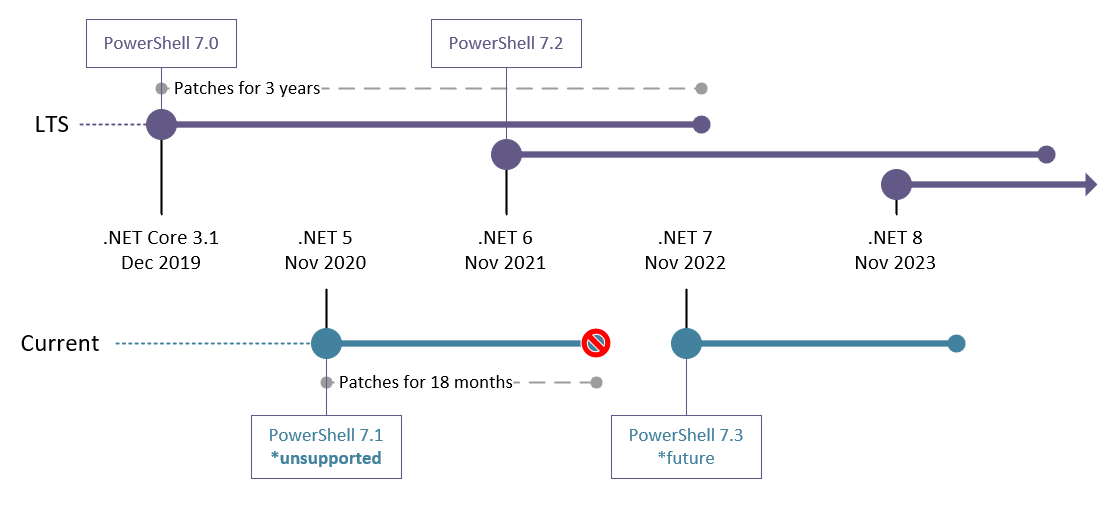 PowerShell 7.0
PowerShell 7.2
Patches for 3 years
LTS
.NET Core 3.1
Dec 2019
.NET 5
Nov 2020
.NET 6
Nov 2021
.NET 7
Nov 2022
.NET 8
Nov 2023
Current
Patches for 18 months
PowerShell 7.1
*unsupported
PowerShell 7.3
*future